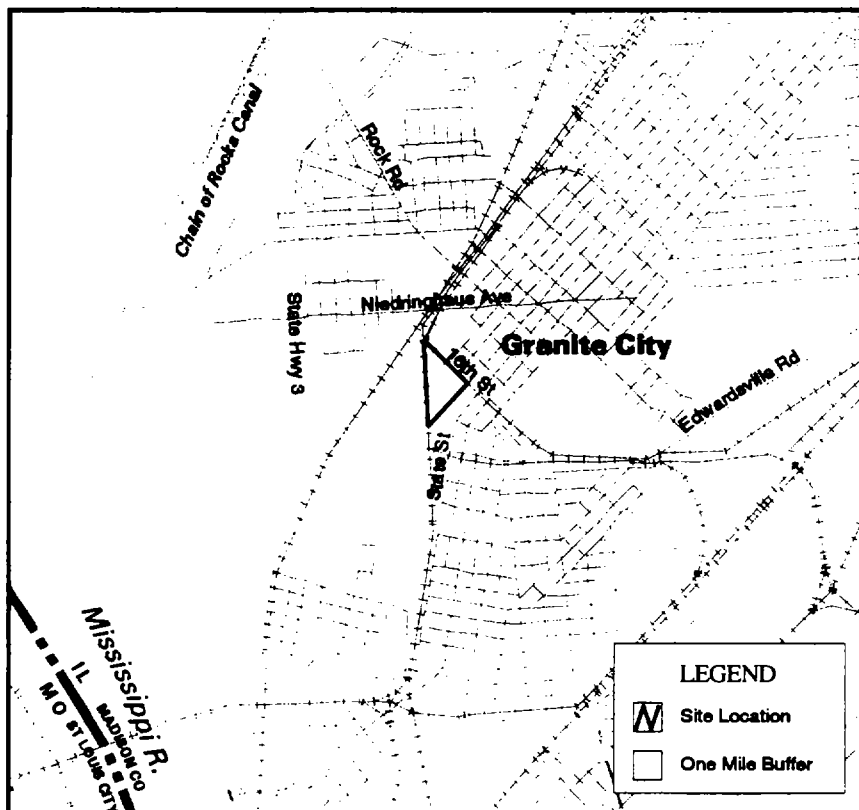 Chain of Rocks Canal
Rock Rd
State Hwy 3
Niedringhaus Ave
Granite City
16th St
Edwardsville Rd
State St
Mississippi R.
IL
MO
MADISON CO
ST LOUIS CITY
LEGEND
Site Location
One Mile Buffer